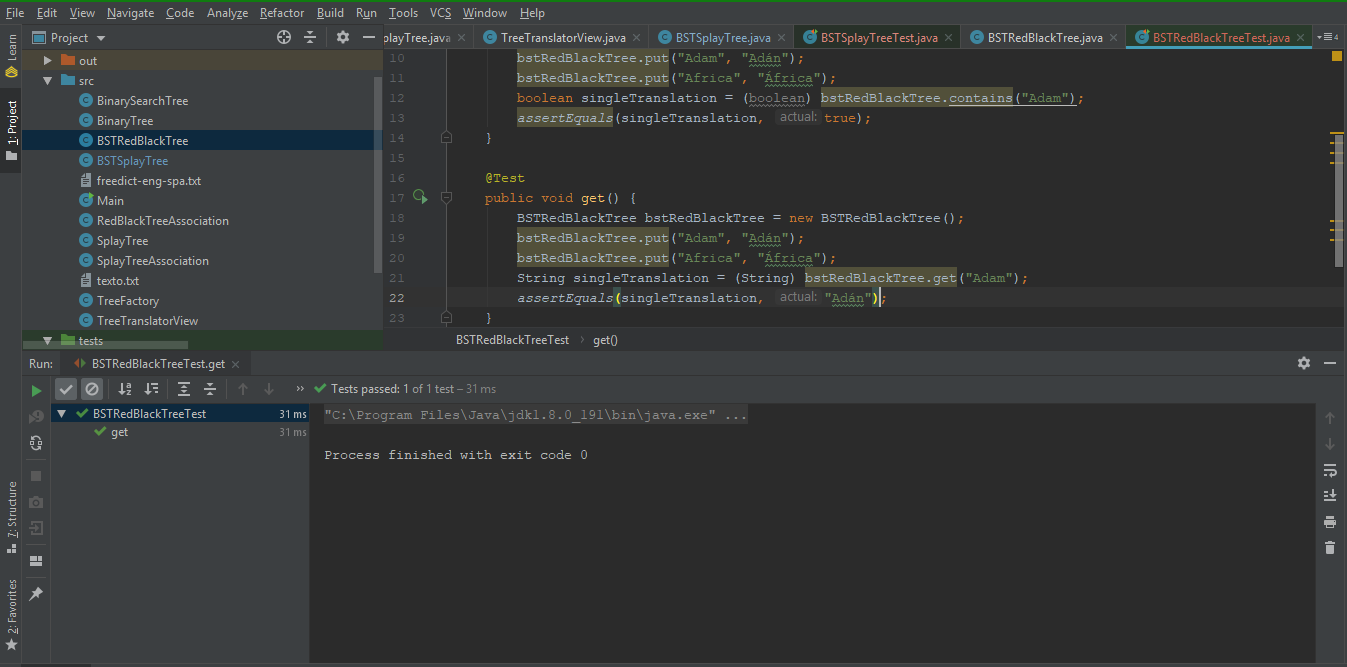 File Edit View Navigate Code Analyze Refactor Build Run Tools VCS Window Help
Project
playTree.java TreeTranslatorView.java BSTSplayTree.java BSTSplayTreeTest.java BSTRedBlackTree.java BSTRedBlackTreeTest.java 4
Learn
1: Project
7: Structure
2: Favorites
out
src
BinarySearchTree
BinaryTree
BSTRedBlackTree
BSTSplayTree
freedict-eng-spa.txt
Main
RedBlackTreeAssociation
SplayTree
SplayTreeAssociation
texto.txt
TreeFactory
TreeTranslatorView
tests
10 bstRedBlackTree.put("Adam", "Adán");
11 bstRedBlackTree.put("Africa", "África");
12 boolean singleTranslation = (boolean) bstRedBlackTree.contains("Adam");
13 assertEquals(singleTranslation, actual: true);
14 }
15
16 @Test
17 public void get() {
18 BSTRedBlackTree bstRedBlackTree = new BSTRedBlackTree();
19 bstRedBlackTree.put("Adam", "Adán");
20 bstRedBlackTree.put("Africa", "África");
21 String singleTranslation = (String) bstRedBlackTree.get("Adam");
22 assertEquals(singleTranslation, actual: "Adán");
23 }
BSTRedBlackTreeTest › get()
Run: BSTRedBlackTreeTest.get
» Tests passed: 1 of 1 test – 31 ms
BSTRedBlackTreeTest 31 ms
get 31 ms
"C:\Program Files\Java\jdk1.8.0_191\bin\java.exe" ...
Process finished with exit code 0